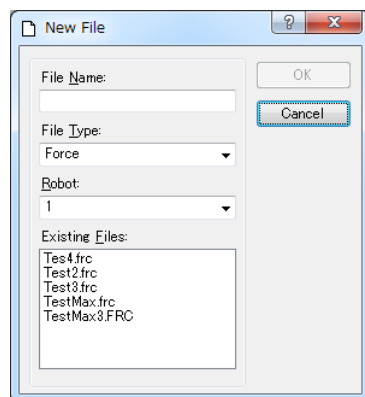 New File
File Name:
OK
Cancel
File Type:
Force
Robot:
1
Existing Files:
Tes4.frc
Test2.frc
Test3.frc
TestMax.frc
TestMax3.FRC